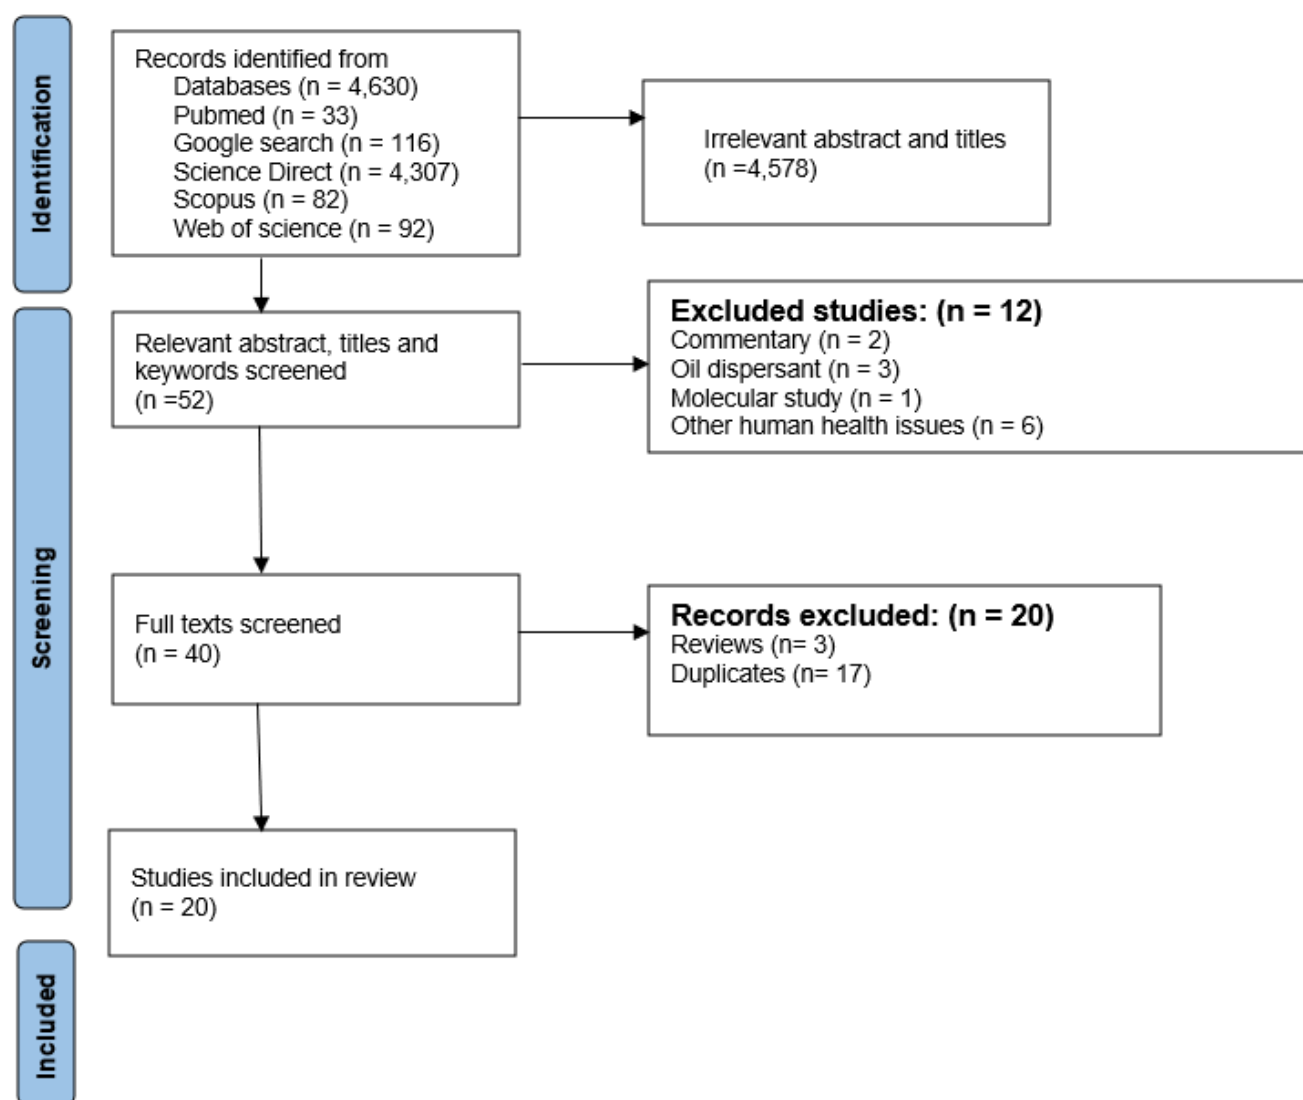 Identification
Records identified from
Databases (n = 4,630)
Pubmed (n = 33)
Google search (n = 116)
Science Direct (n = 4,307)
Scopus (n = 82)
Web of science (n = 92)
Irrelevant abstract and titles
(n =4,578)
Screening
Relevant abstract, titles and
keywords screened
(n =52)
Excluded studies: (n = 12)
Commentary (n = 2)
Oil dispersant (n = 3)
Molecular study (n = 1)
Other human health issues (n = 6)
Full texts screened
(n = 40)
Records excluded: (n = 20)
Reviews (n= 3)
Duplicates (n= 17)
Studies included in review
(n = 20)
Included